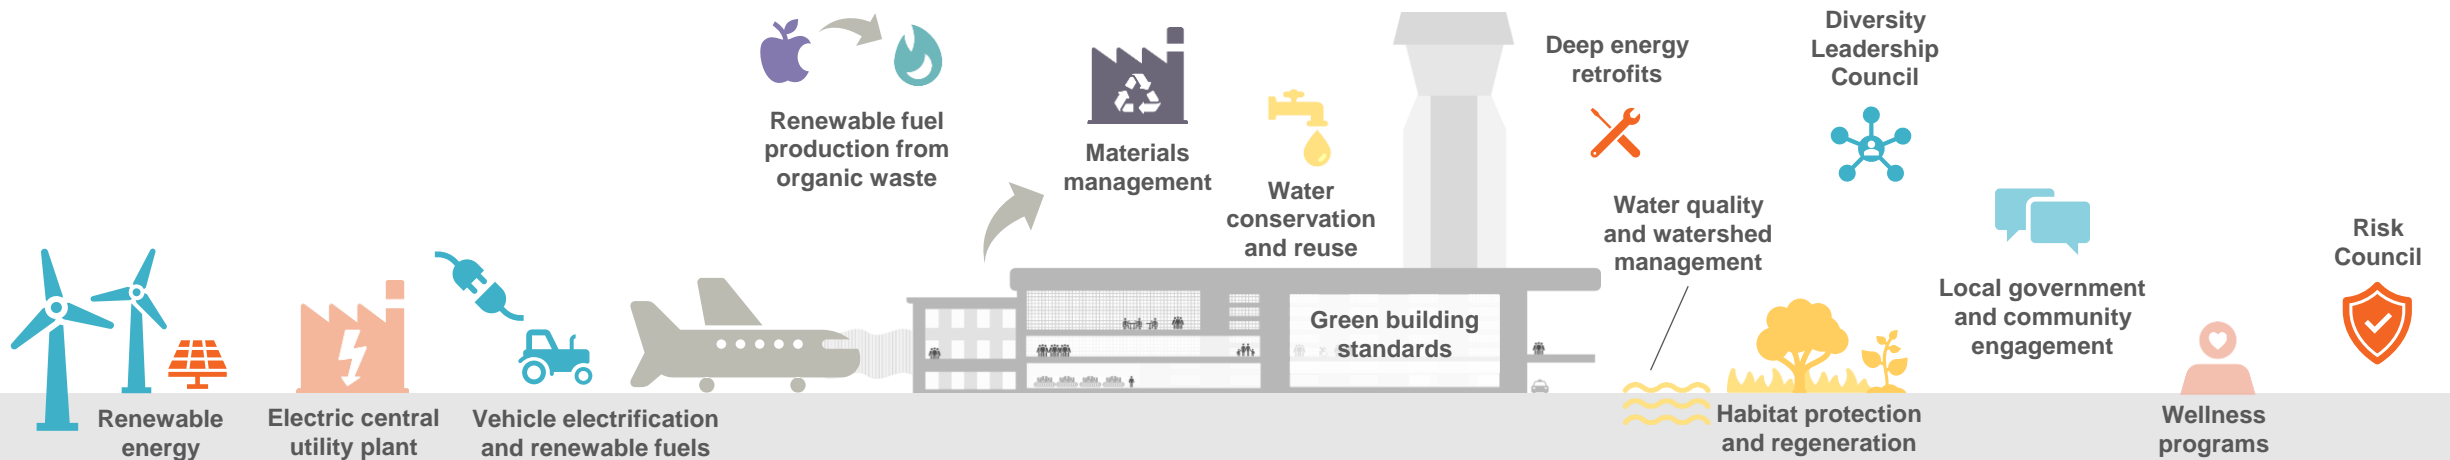 Renewable
energy
Electric central
utility plant
Vehicle electrification
and renewable fuels
Renewable fuel
production from
organic waste
Materials
management
Water
conservation
and reuse
Green building
standards
Deep energy
retrofits
Water quality
and watershed
management
Habitat protection
and regeneration
Diversity
Leadership
Council
Local government
and community
engagement
Wellness
programs
Risk
Council